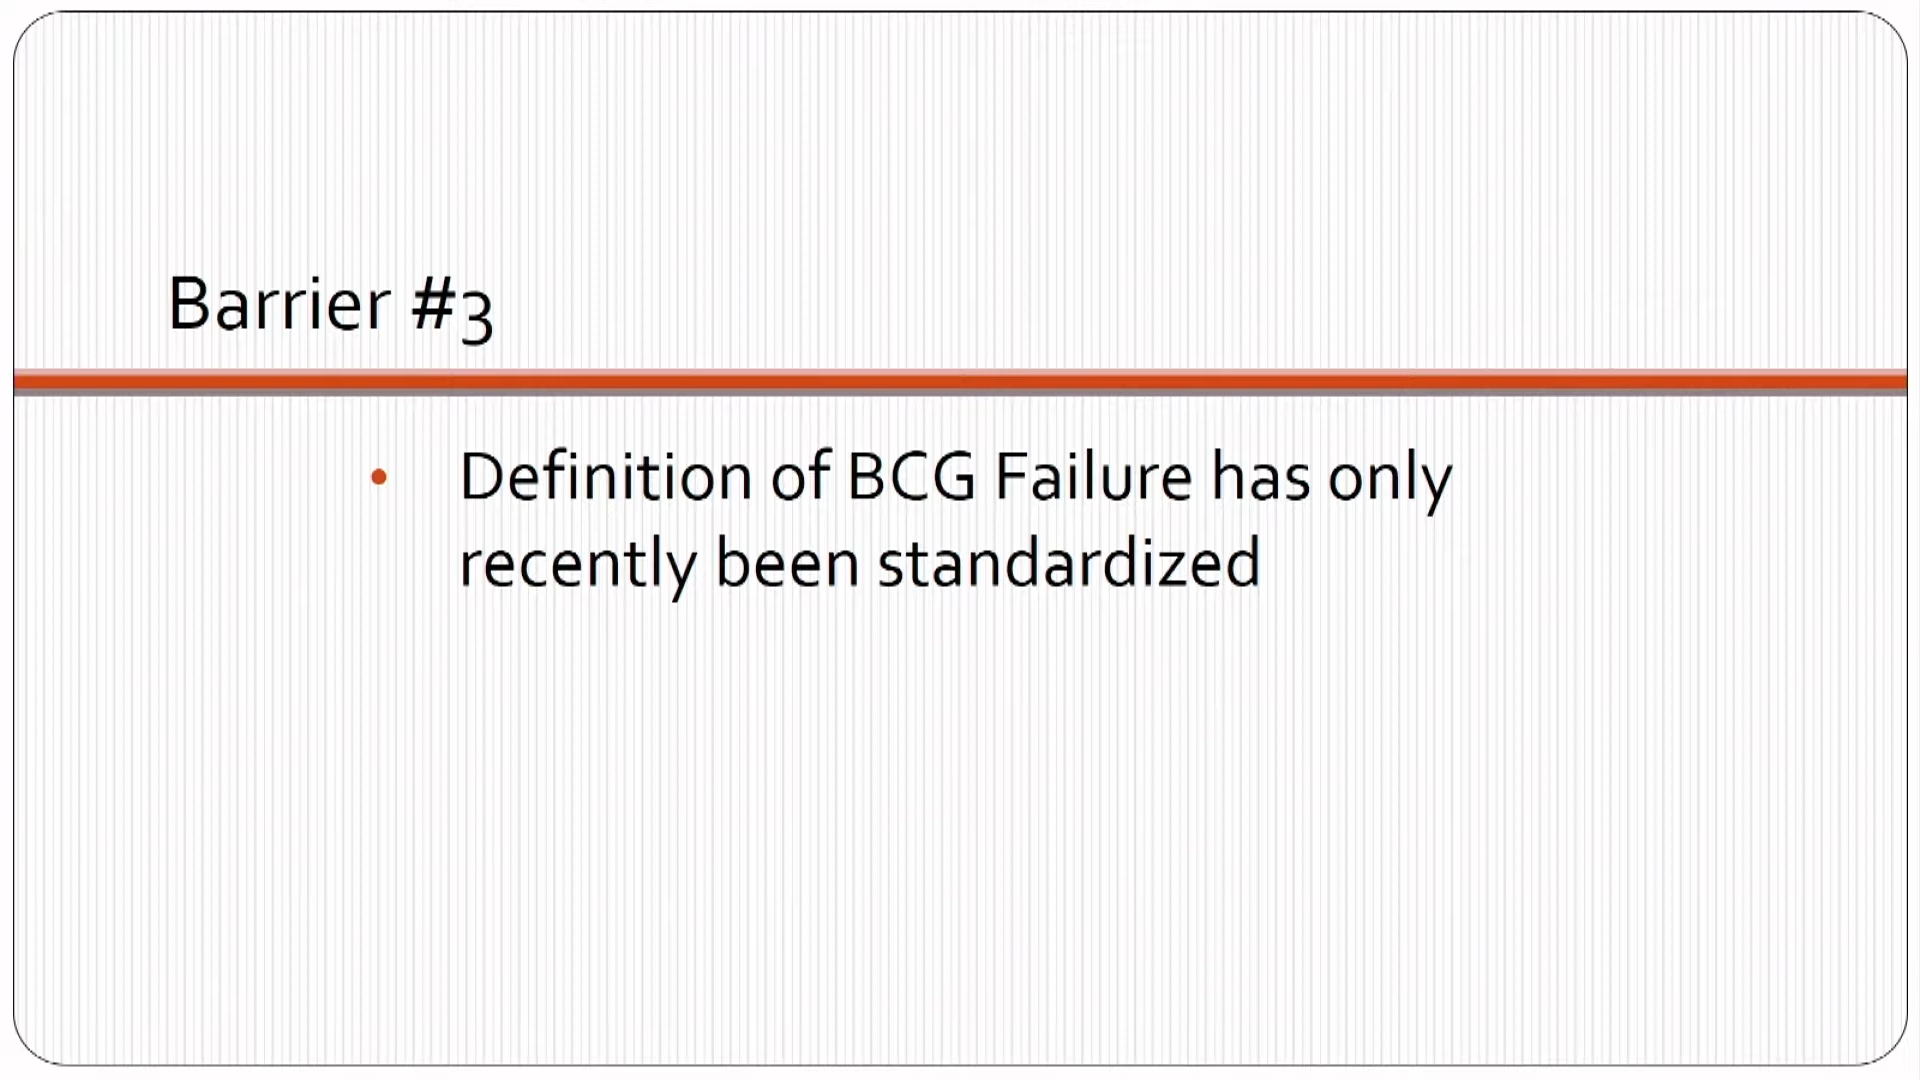 Barrier #3
• Definition of BCG Failure has only
recently been standardized